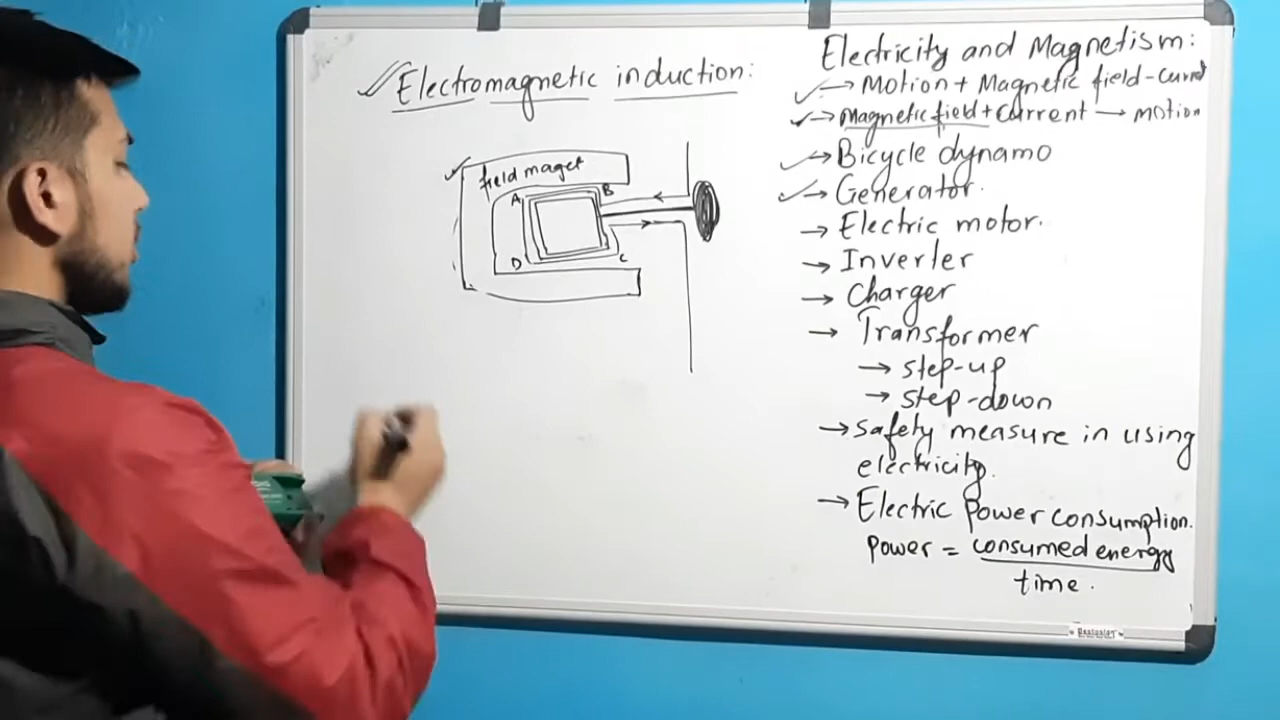 Electromagnetic induction:
field maget
A
B
D
C
Electricity and Magnetism:
→ Motion + Magnetic field - current
→ Magnetic field + current → motion
→ Bicycle dynamo
→ Generator.
→ Electric motor.
→ Inverter
→ Charger
→ Transformer
→ step-up
→ step-down
→ safety measure in using
electricity.
→ Electric Power consumption.
Power = consumed energy
time.